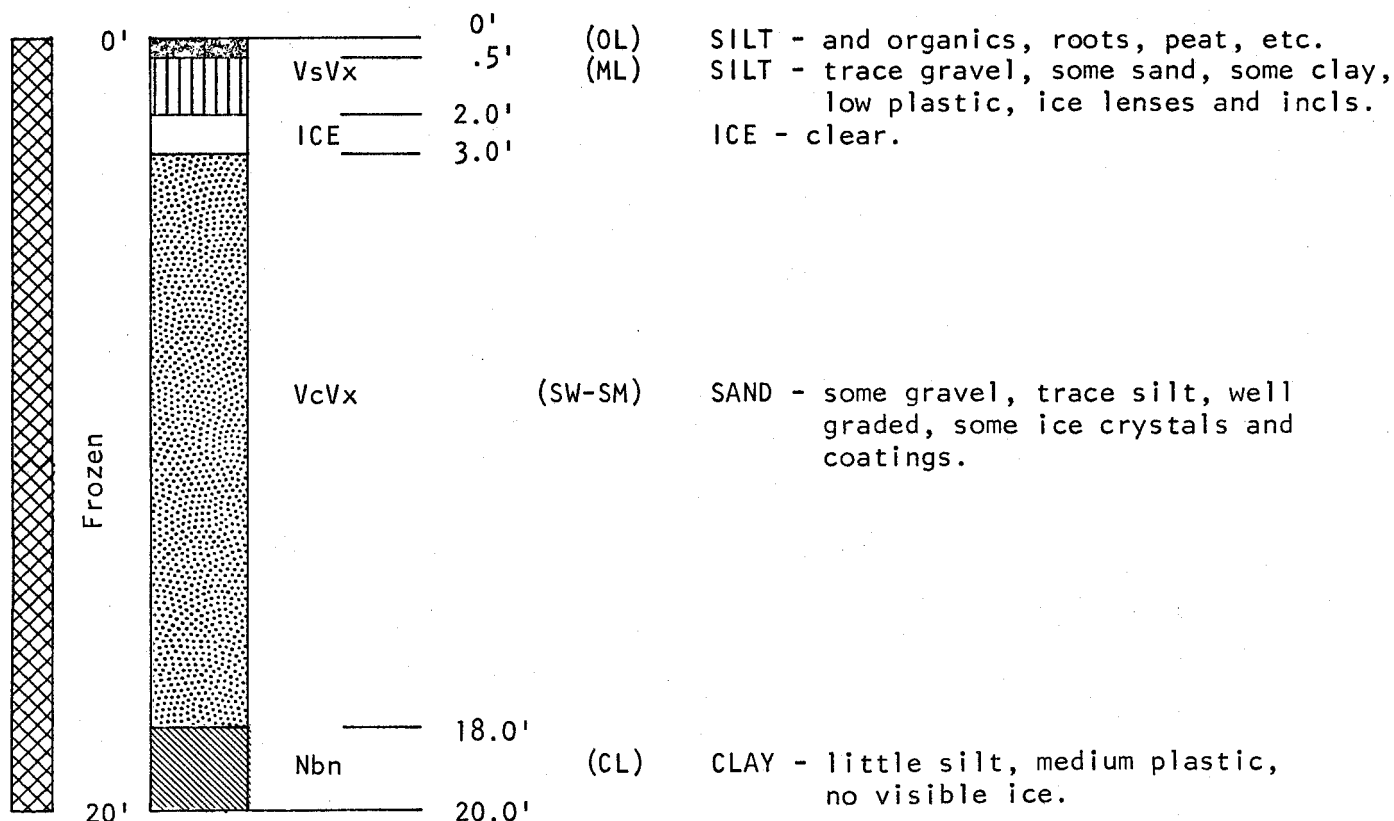 0' 0' (OL) SILT - and organics, roots, peat, etc.
.5'
VsVx (ML) SILT - trace gravel, some sand, some clay,
low plastic, ice lenses and incls.
2.0'
ICE ICE - clear.
3.0'
VcVx (SW-SM) SAND - some gravel, trace silt, well
graded, some ice crystals and
coatings.
Frozen
18.0'
Nbn (CL) CLAY - little silt, medium plastic,
no visible ice.
20' 20.0'